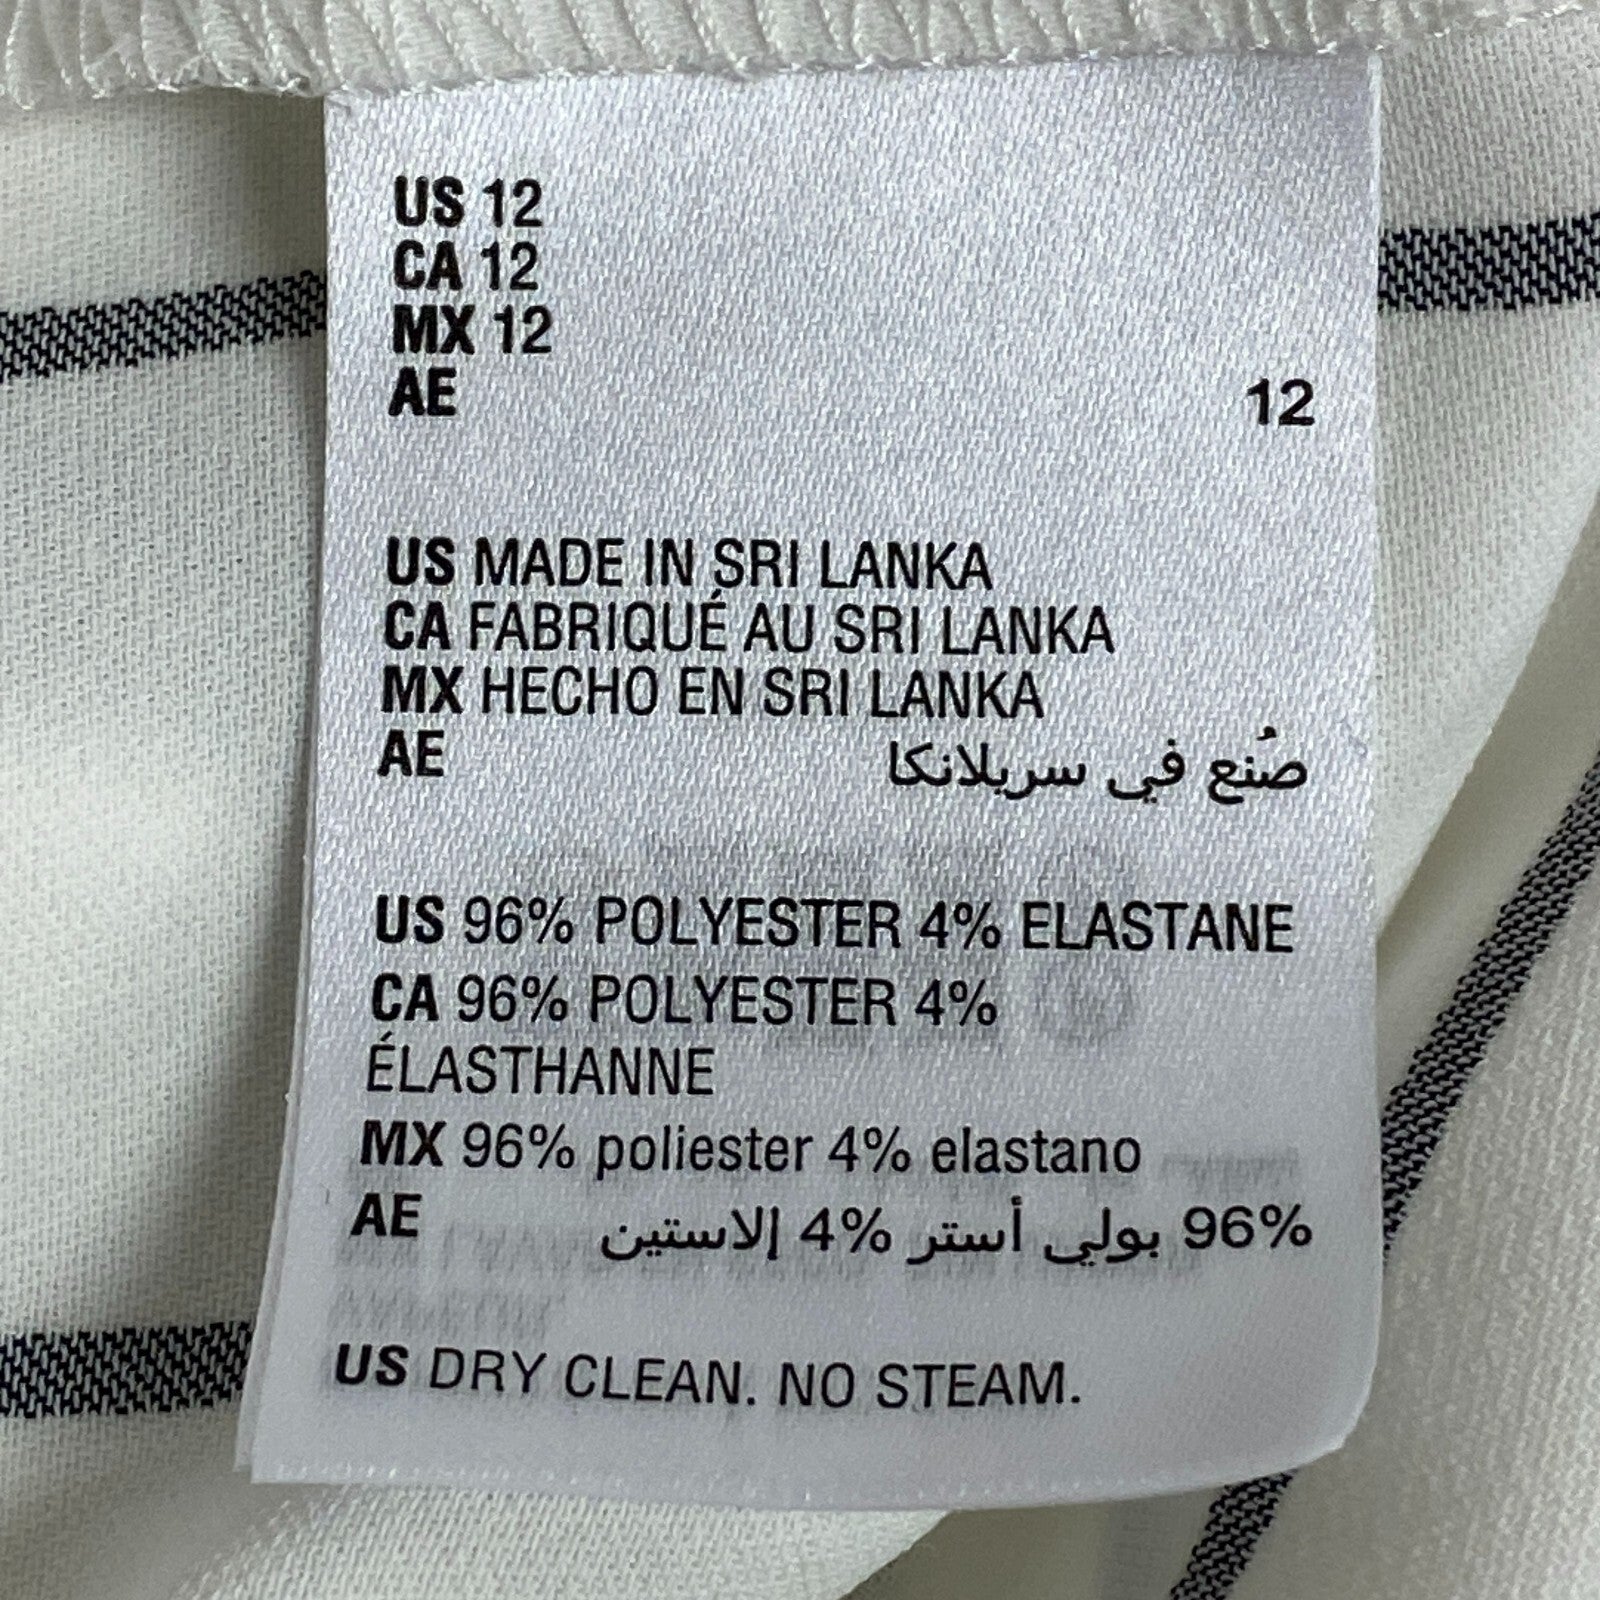 US 12
CA 12
MX 12
AE 12
US MADE IN SRI LANKA
CA FABRIQUÉ AU SRI LANKA
MX HECHO EN SRI LANKA
AE صُنع في سريلانكا
US 96% POLYESTER 4% ELASTANE
CA 96% POLYESTER 4%
ÉLASTHANNE
MX 96% poliester 4% elastano
AE 96% بولي أستر 4% إلاستين
US DRY CLEAN. NO STEAM.